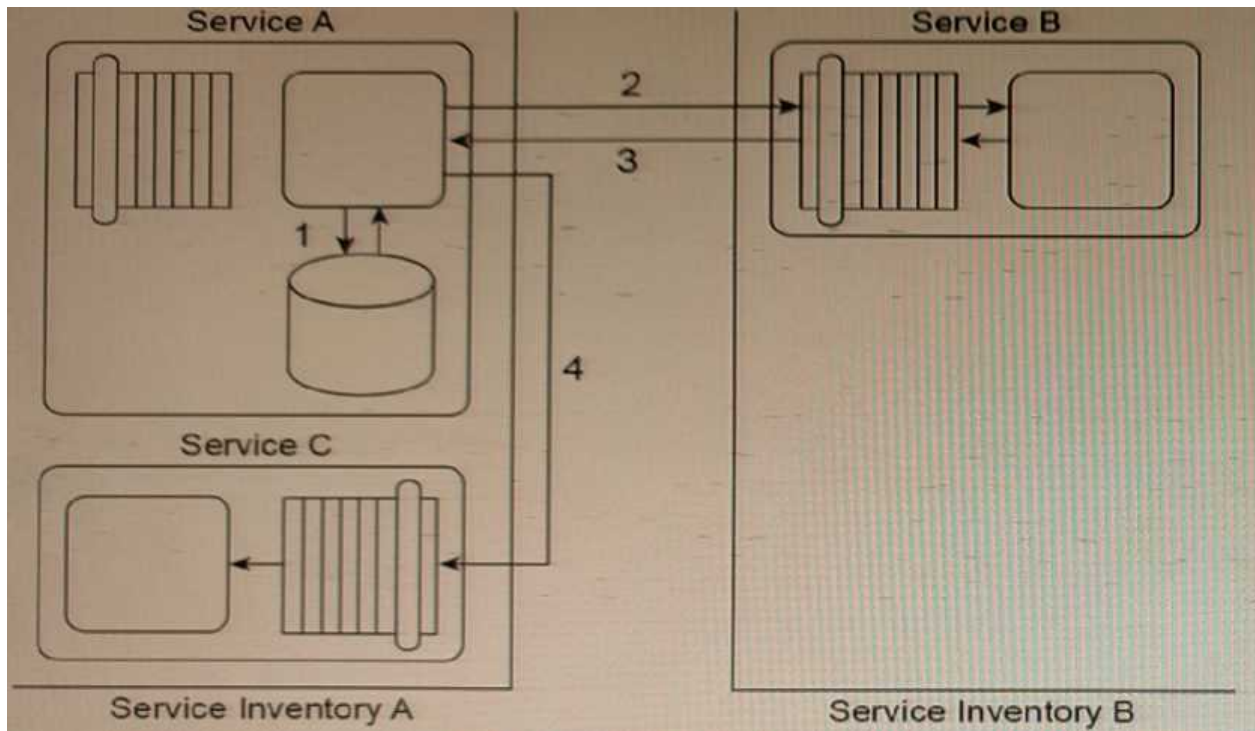 Service A
Service B
2
3
1
4
Service C
Service Inventory A
Service Inventory B